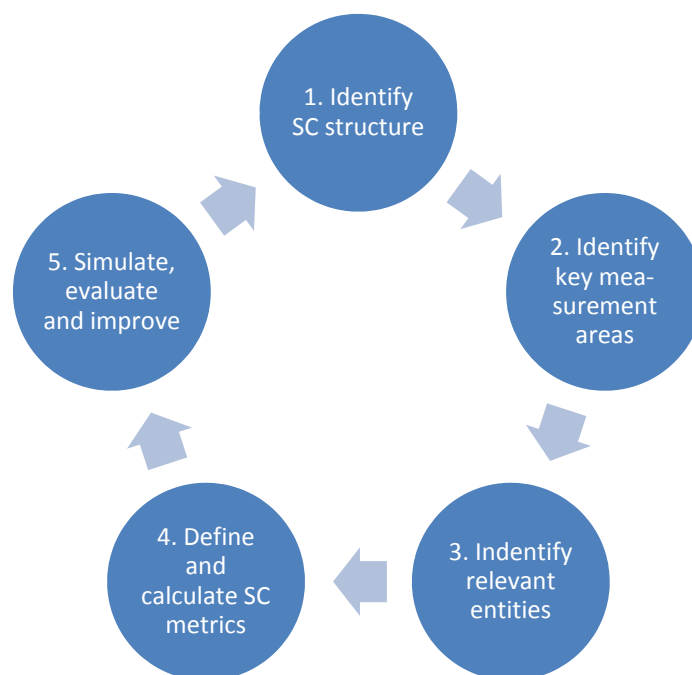 1. Identify
SC structure
2. Identify
key mea-
surement
areas
3. Indentify
relevant
entities
4. Define
and
calculate SC
metrics
5. Simulate,
evaluate
and improve